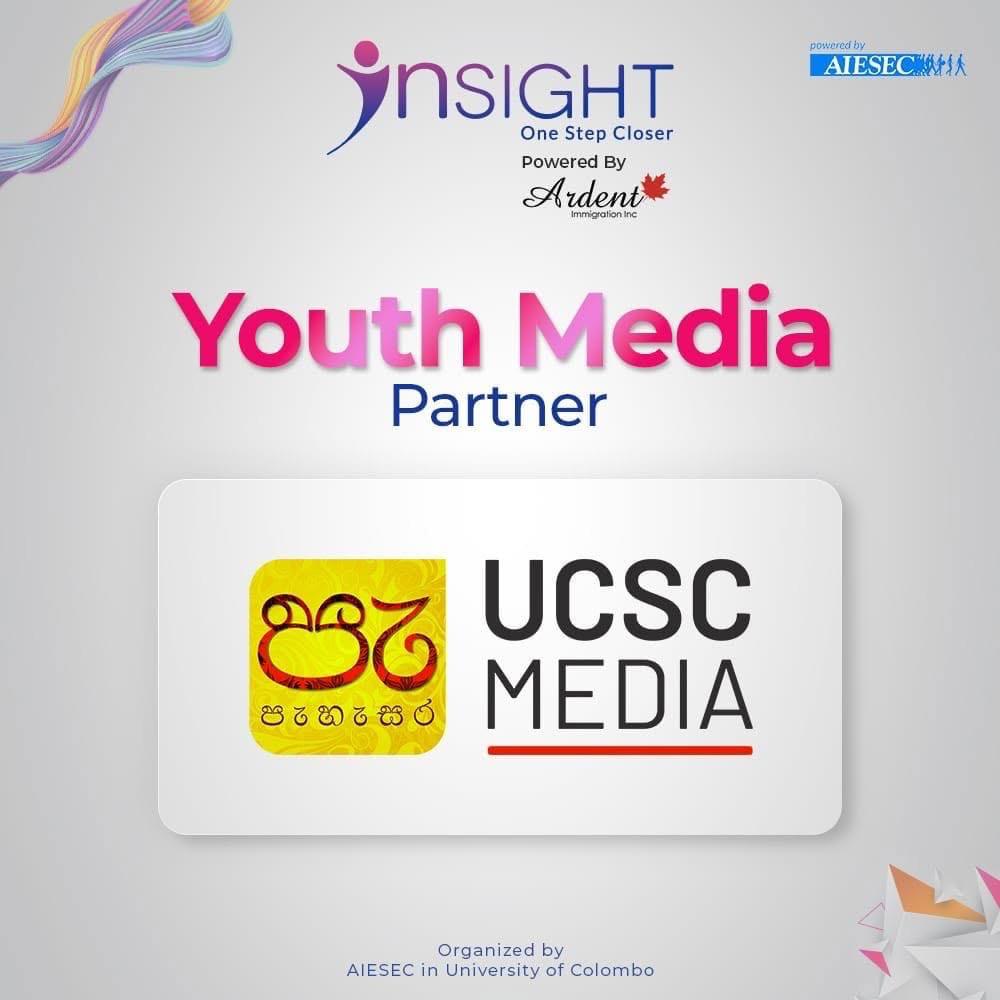 powered by
AIESEC
inSIGHT
One Step Closer
Powered By
Ardent
Immigration Inc
Youth Media
Partner
පැ
පැහැසර
UCSC
MEDIA
Organized by
AIESEC in University of Colombo